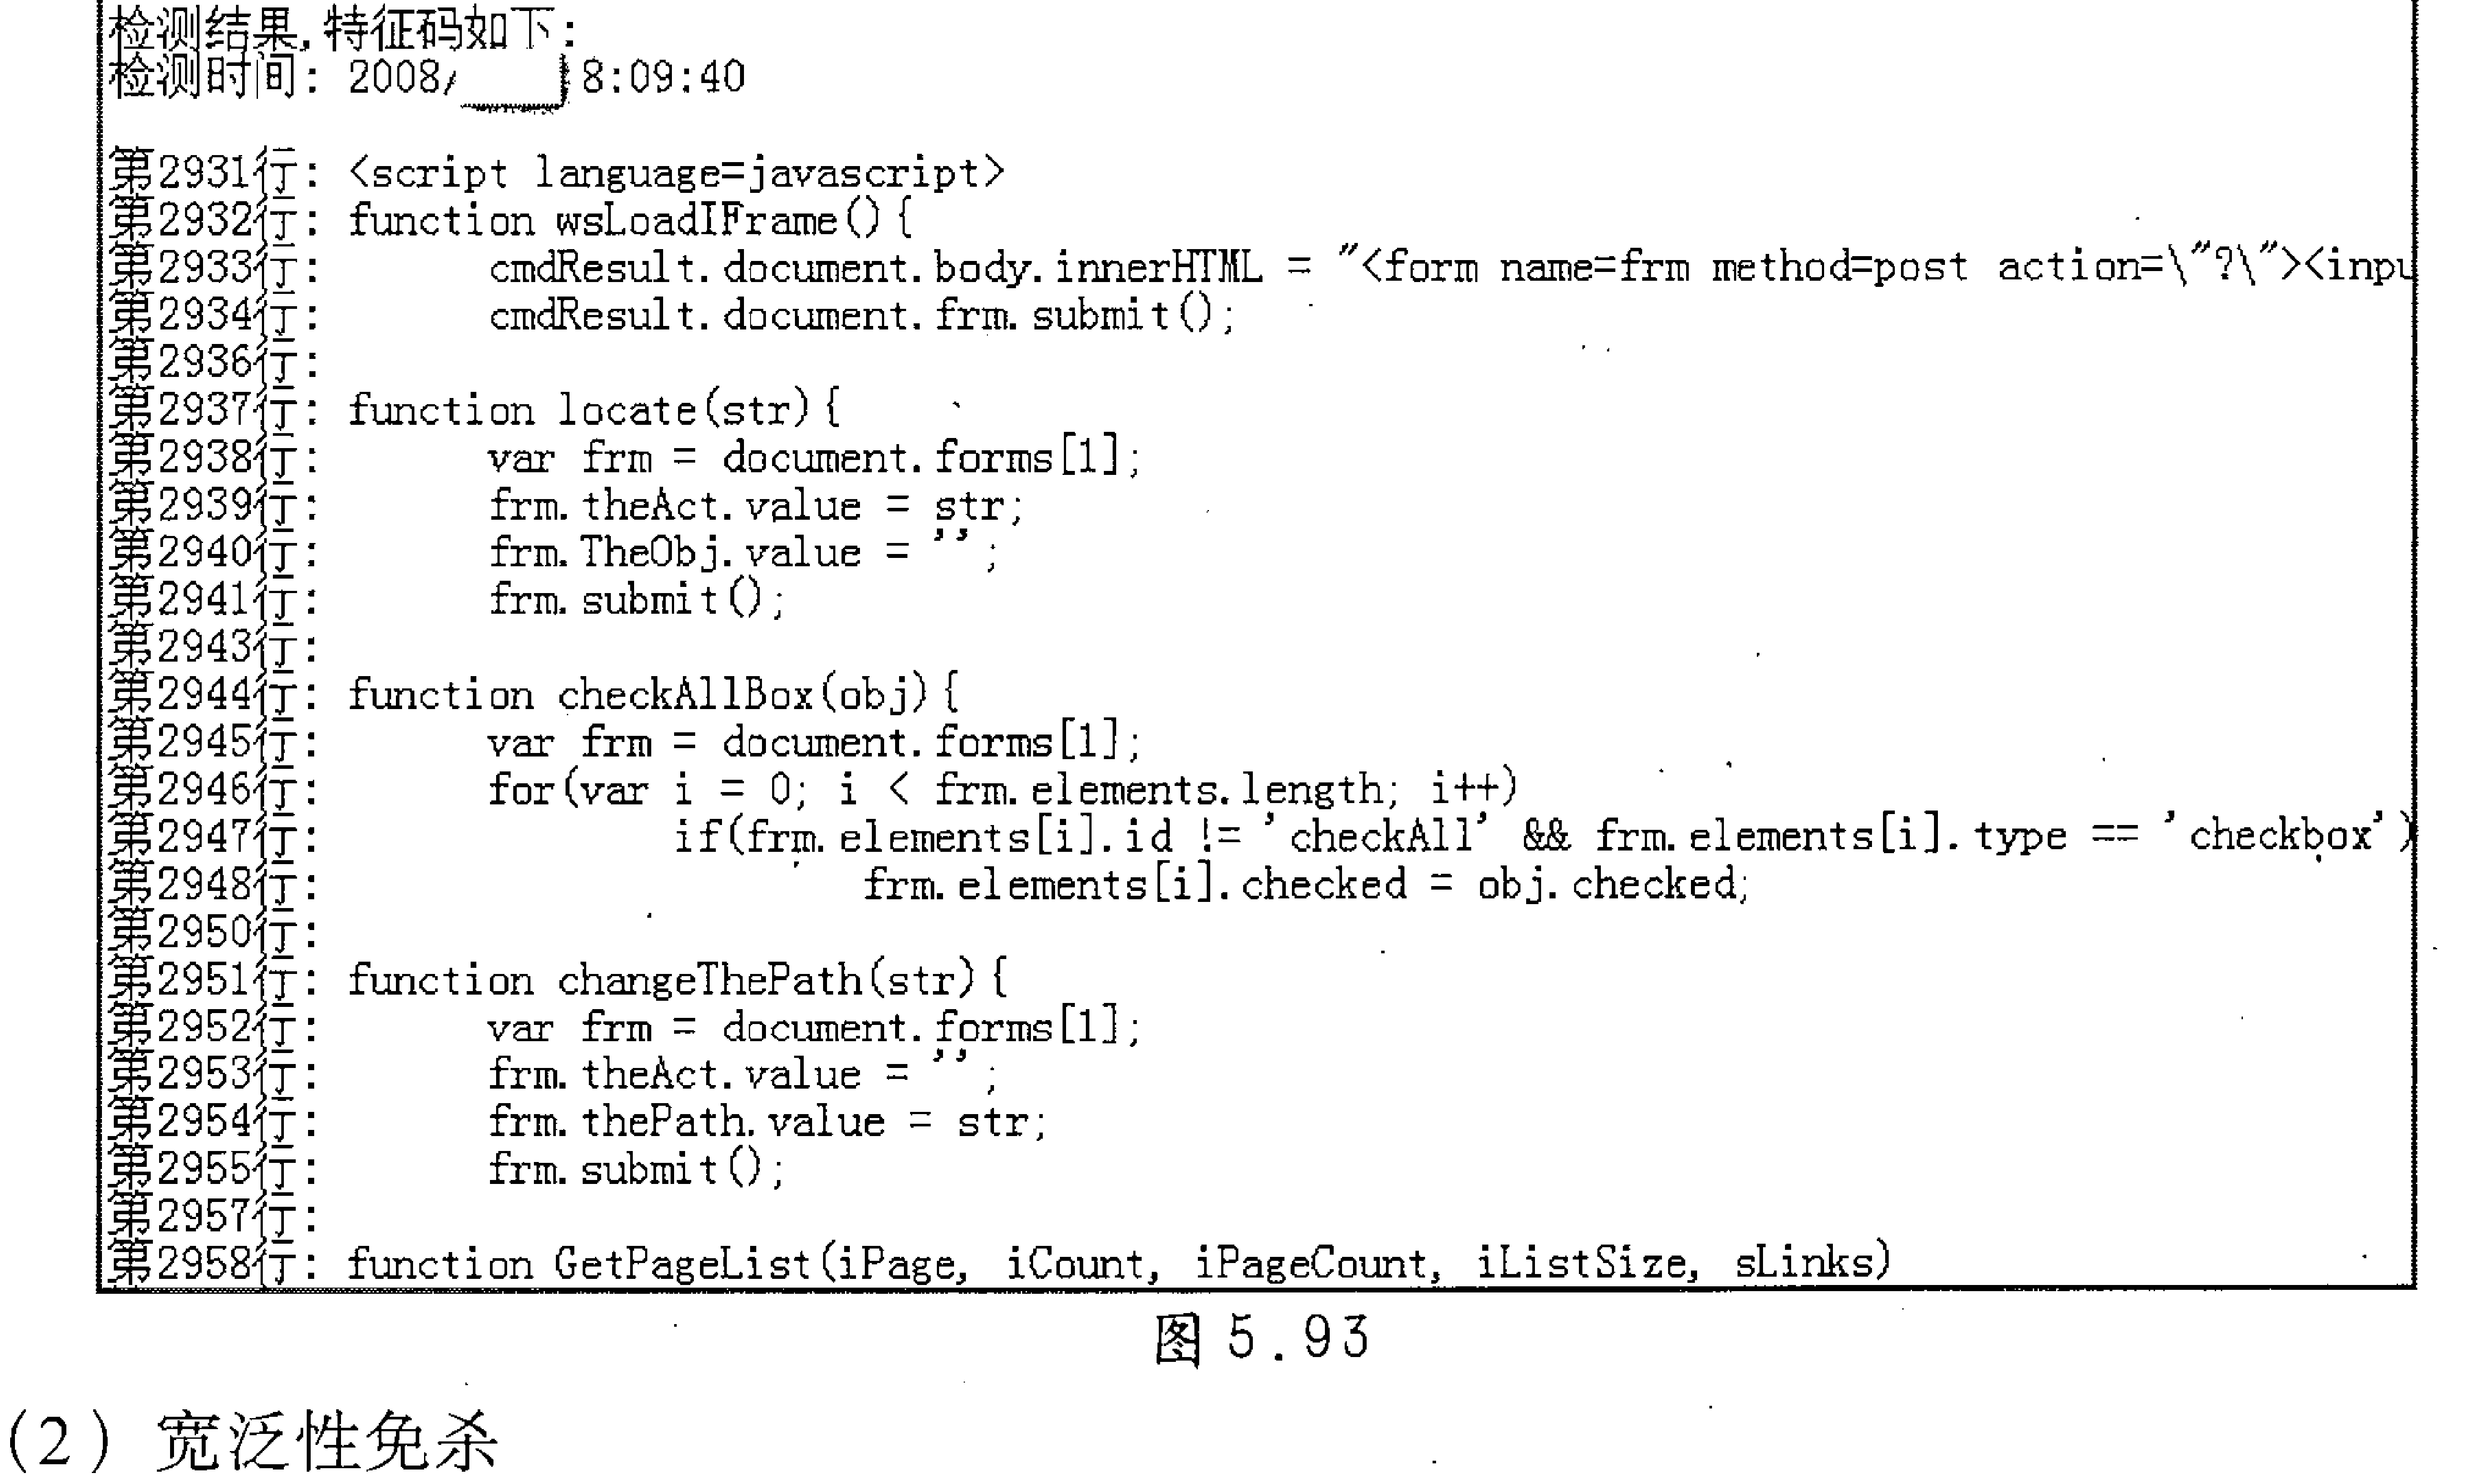 检测结果,特征码如下:
检测时间: 2008/ 8:09:40
第2931行: <script language=javascript>
第2932行: function wsLoadIFrame(){
第2933行: cmdResult.document.body.innerHTML = "<form name=frm method=post action=\"?\"><inpu
第2934行: cmdResult.document.frm.submit();
第2936行:
第2937行: function locate(str){
第2938行: var frm = document.forms[1];
第2939行: frm.theAct.value = str;
第2940行: frm.TheObj.value = '';
第2941行: frm.submit();
第2943行:
第2944行: function checkAllBox(obj){
第2945行: var frm = document.forms[1];
第2946行: for(var i = 0; i < frm.elements.length; i++)
第2947行: if(frm.elements[i].id != 'checkAll' && frm.elements[i].type == 'checkbox')
第2948行: frm.elements[i].checked = obj.checked;
第2950行:
第2951行: function changeThePath(str){
第2952行: var frm = document.forms[1];
第2953行: frm.theAct.value = '';
第2954行: frm.thePath.value = str;
第2955行: frm.submit();
第2957行:
第2958行: function GetPageList(iPage, iCount, iPageCount, iListSize, sLinks)
图 5.93
(2) 宽泛性免杀